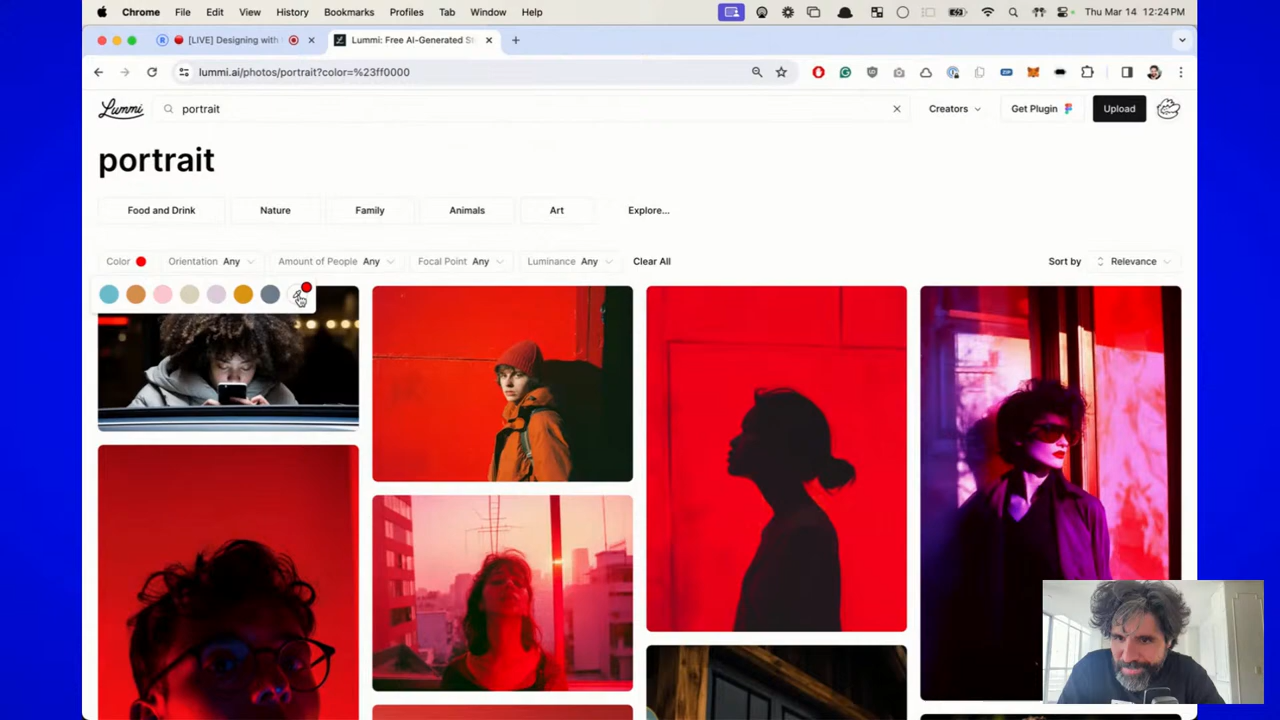 Chrome File Edit View History Bookmarks Profiles Tab Window Help Thu Mar 14 12:24 PM
[LIVE] Designing with
Lummi: Free AI-Generated St
lummi.ai/photos/portrait?color=%23ff0000
Lummi
portrait
Creators
Get Plugin
Upload
portrait
Food and Drink
Nature
Family
Animals
Art
Explore...
Color
Orientation Any
Amount of People Any
Focal Point Any
Luminance Any
Clear All
Sort by
Relevance